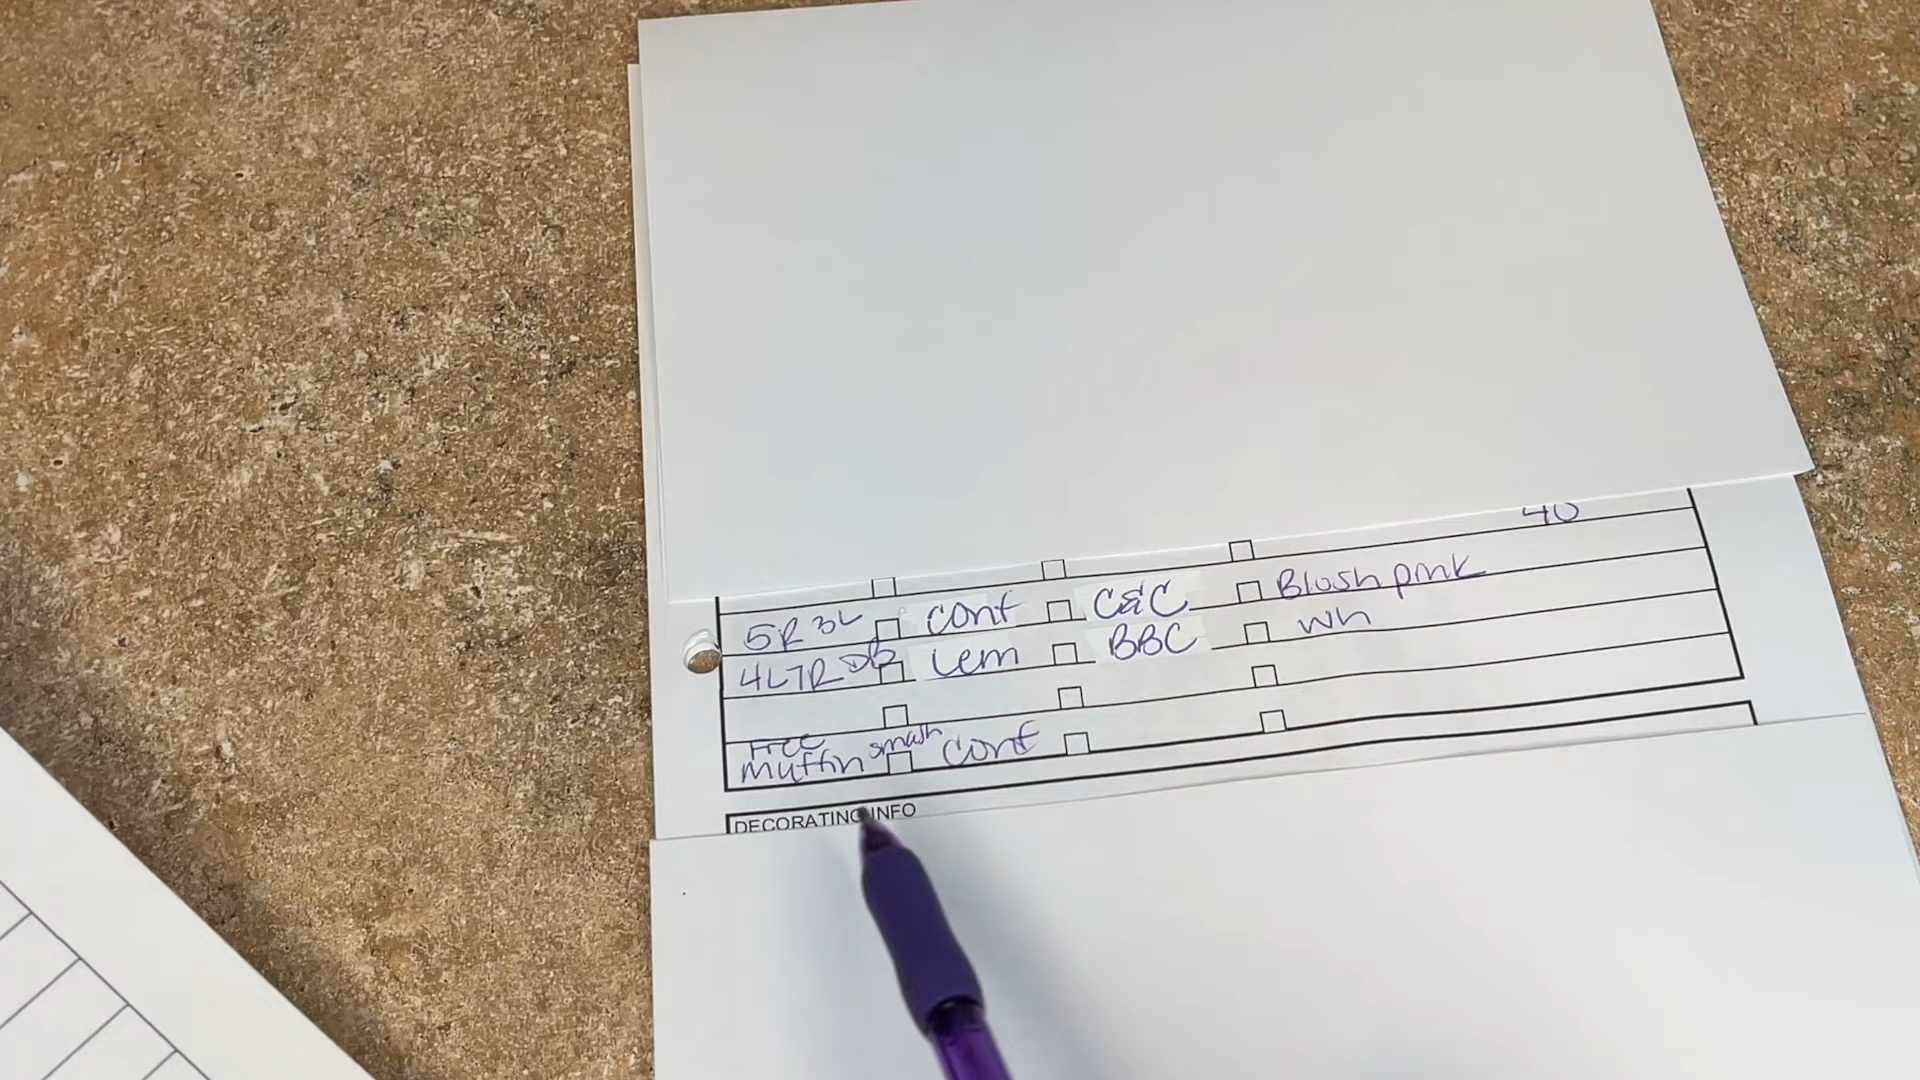 40
5R 3L Conf C&C Blush pink
4L7R DB Lem BBC Wh
Free
Muffin smash Conf
DECORATING INFO